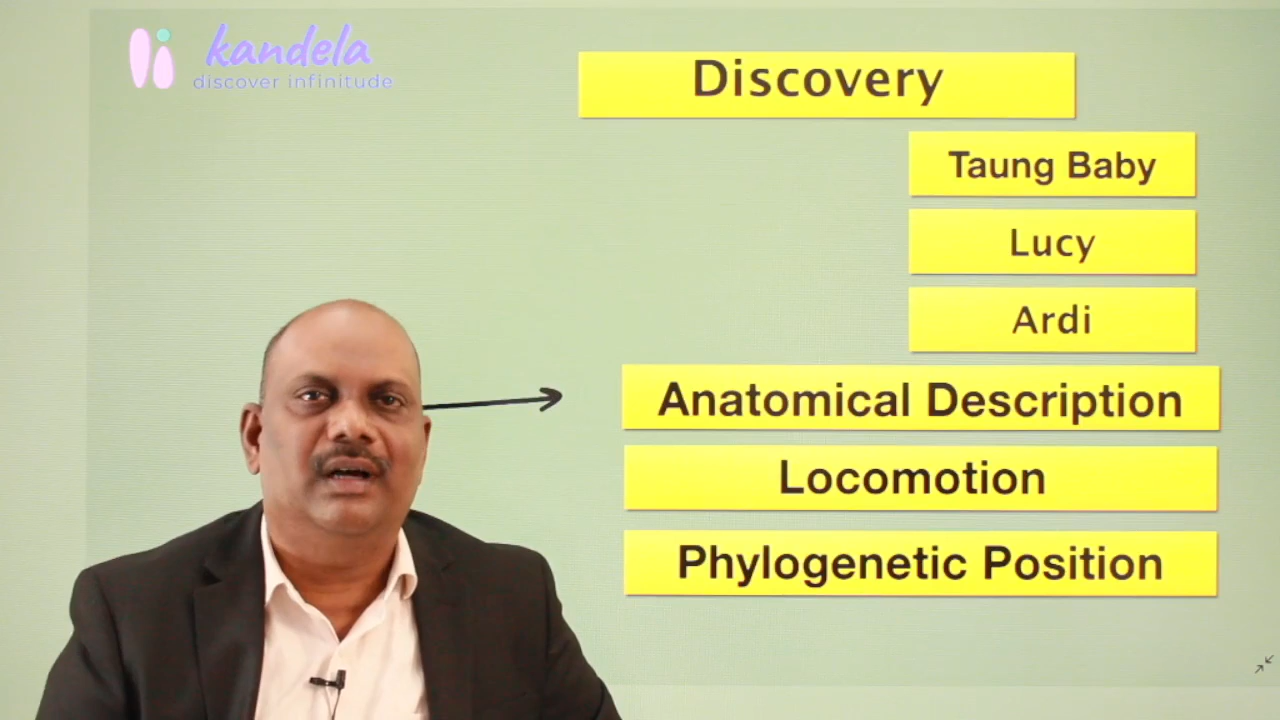 kandela
discover infinitude
Discovery
Taung Baby
Lucy
Ardi
Anatomical Description
Locomotion
Phylogenetic Position